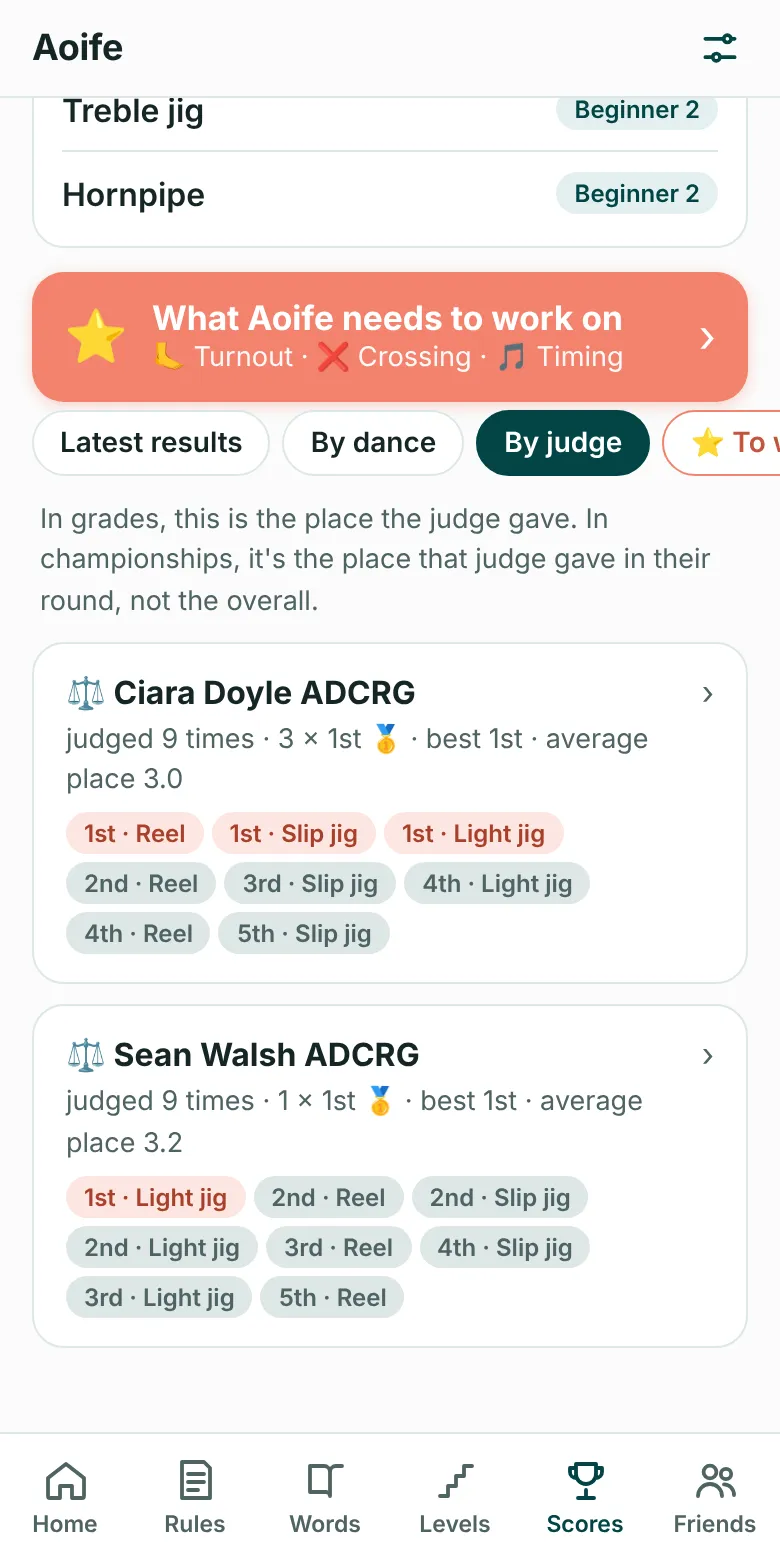 Aoife
Treble jig
Beginner 2
Hornpipe
Beginner 2
What Aoife needs to work on
Turnout · Crossing · Timing
›
Latest results
By dance
By judge
To
In grades, this is the place the judge gave. In
championships, it's the place that judge gave in their
round, not the overall.
Ciara Doyle ADCRG ›
judged 9 times · 3 × 1st 🥇 · best 1st · average
place 3.0
1st · Reel
1st · Slip jig
1st · Light jig
2nd · Reel
3rd · Slip jig
4th · Light jig
4th · Reel
5th · Slip jig
Sean Walsh ADCRG ›
judged 9 times · 1 × 1st 🥇 · best 1st · average
place 3.2
1st · Light jig
2nd · Reel
2nd · Slip jig
2nd · Light jig
3rd · Reel
4th · Slip jig
3rd · Light jig
5th · Reel
Home
Rules
Words
Levels
Scores
Friends